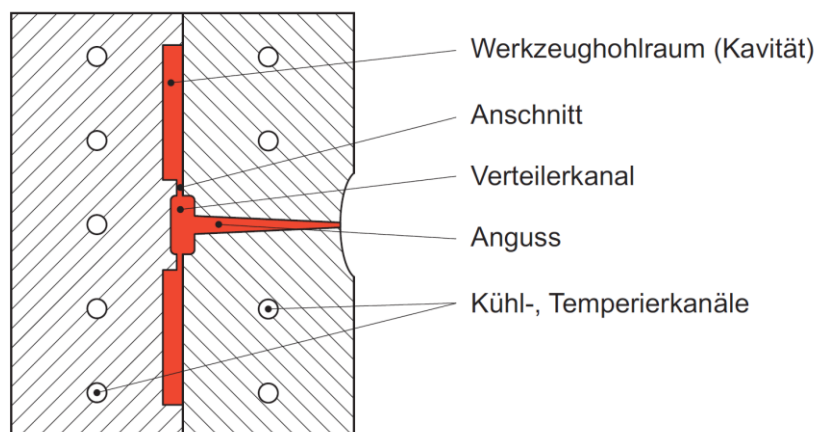 Werkzeughohlraum (Kavität)
Anschnitt
Verteilerkanal
Anguss
Kühl-, Temperierkanäle